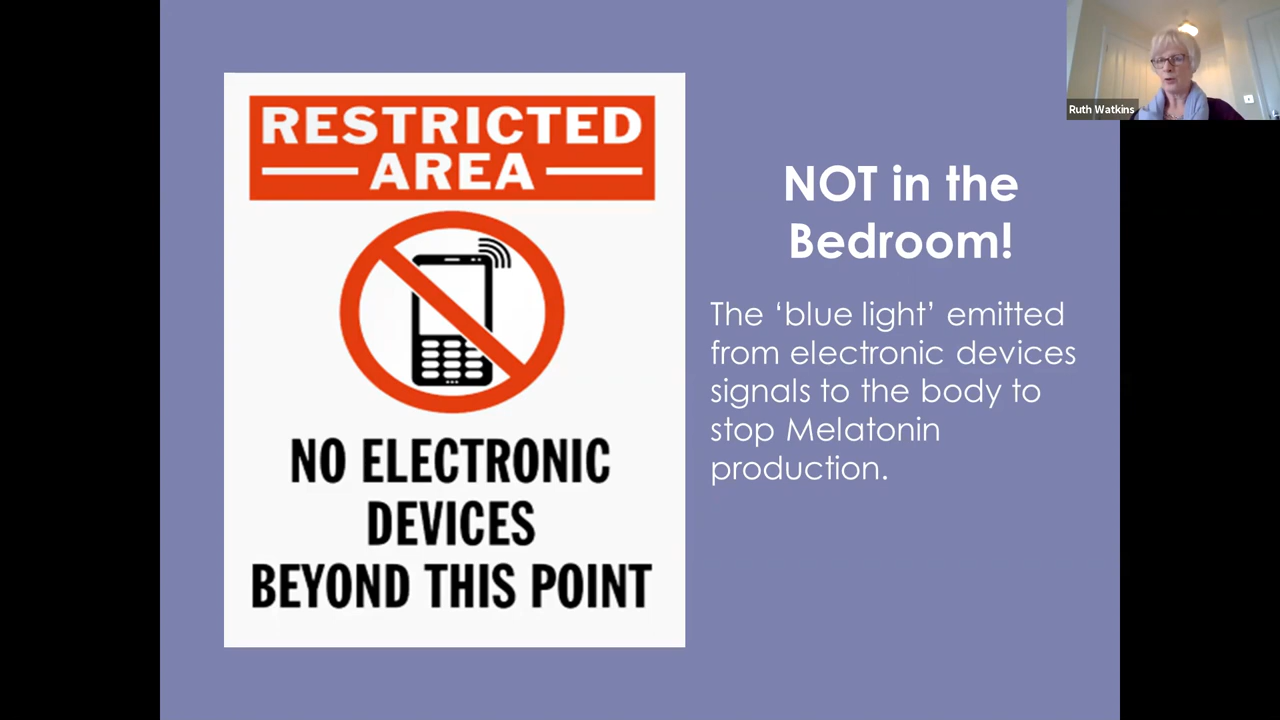 RESTRICTED
AREA
NO ELECTRONIC
DEVICES
BEYOND THIS POINT
NOT in the
Bedroom!
The ‘blue light’ emitted
from electronic devices
signals to the body to
stop Melatonin
production.
Ruth Watkins